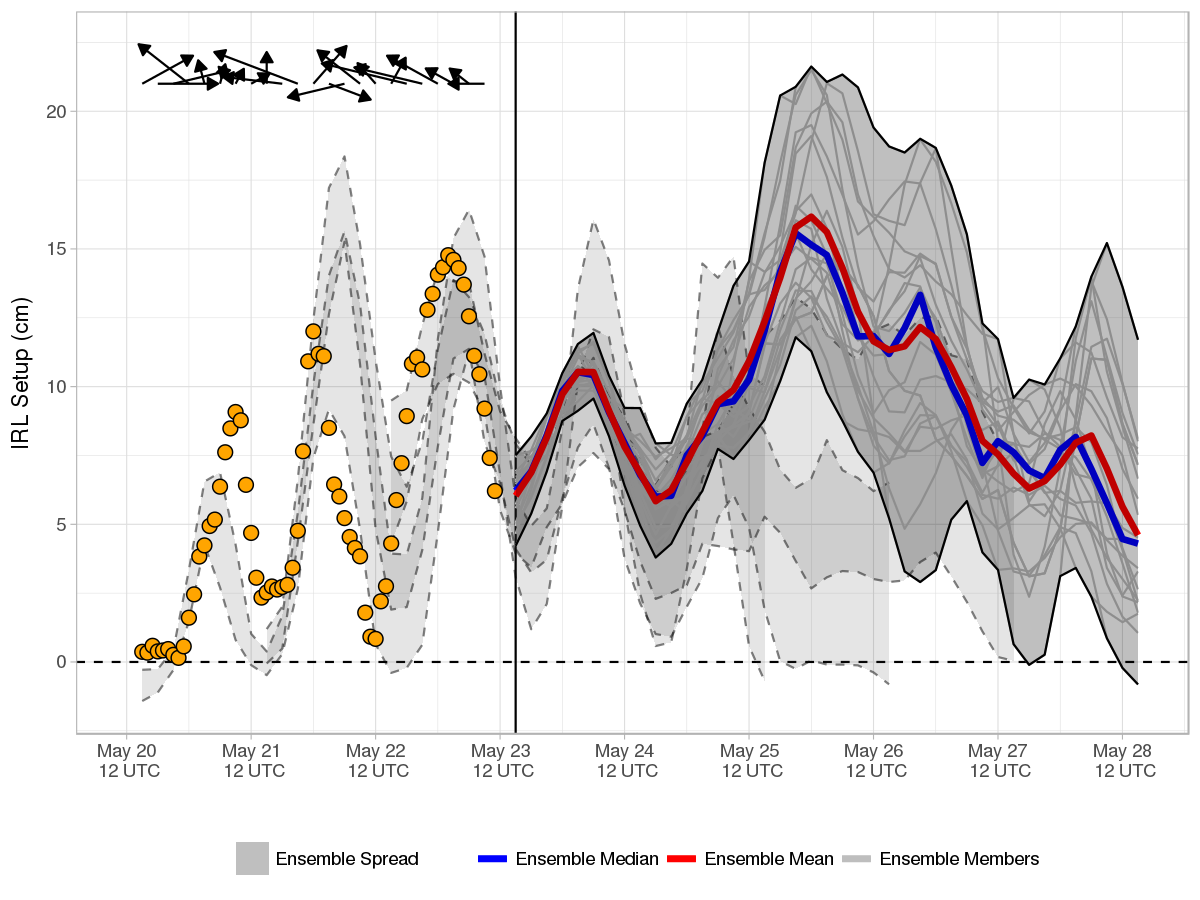 IRL Setup (cm)
20
15
10
5
0
May 20 May 21 May 22 May 23 May 24 May 25 May 26 May 27 May 28
12 UTC 12 UTC 12 UTC 12 UTC 12 UTC 12 UTC 12 UTC 12 UTC 12 UTC
Ensemble Spread Ensemble Median Ensemble Mean Ensemble Members